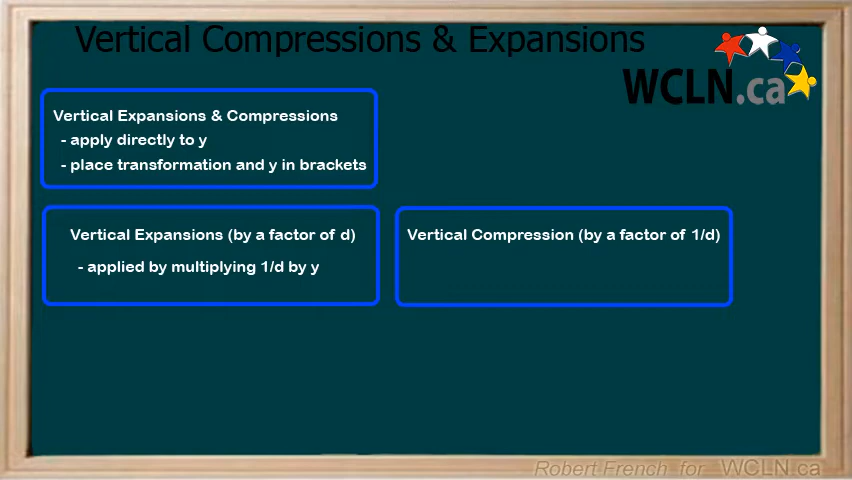 Vertical Compressions & Expansions
WCLN.ca
Vertical Expansions & Compressions
- apply directly to y
- place transformation and y in brackets
Vertical Expansions (by a factor of d)
- applied by multiplying 1/d by y
Vertical Compression (by a factor of 1/d)
Robert French for WCLN.ca